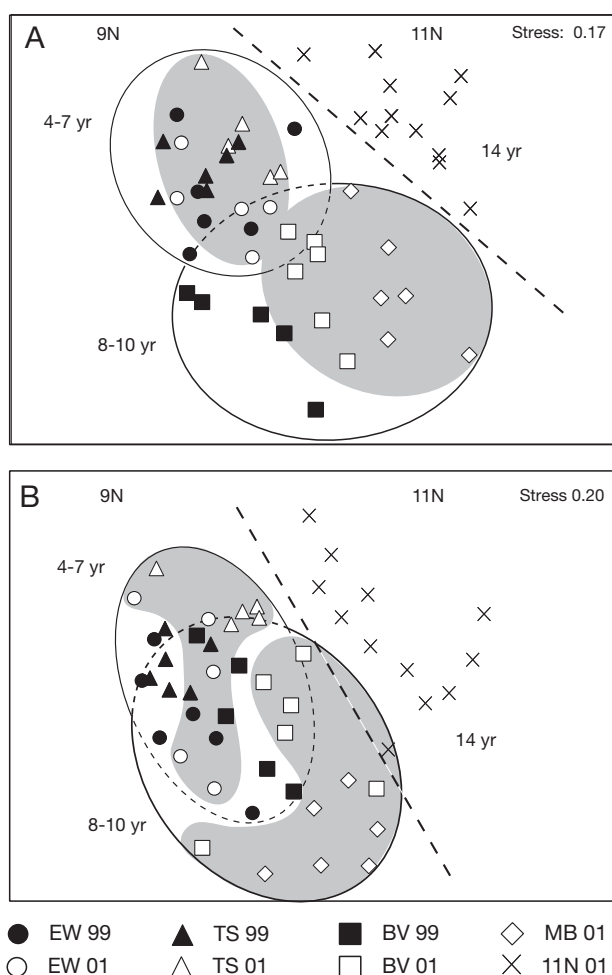 A 9N 11N Stress: 0.17
4-7 yr
14 yr
8-10 yr
B 9N 11N Stress 0.20
4-7 yr
14 yr
8-10 yr
EW 99 TS 99 BV 99 MB 01
EW 01 TS 01 BV 01 11N 01